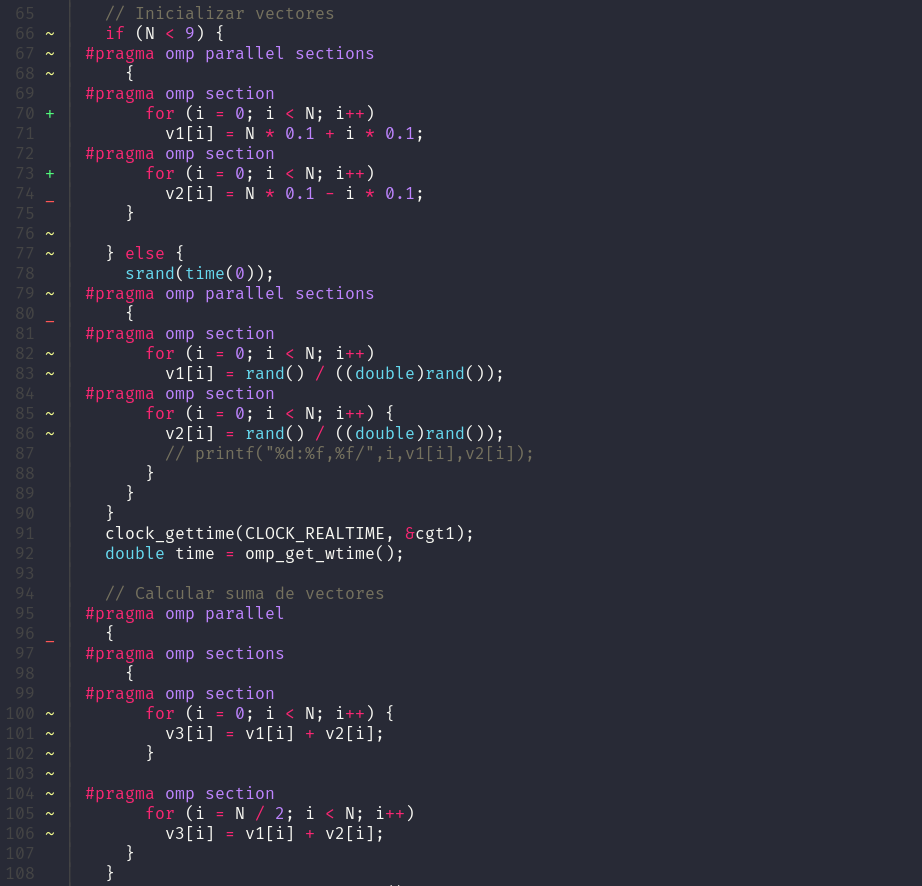 65 // Inicializar vectores
66 ~ if (N < 9) {
67 ~ #pragma omp parallel sections
68 ~ {
69 #pragma omp section
70 + for (i = 0; i < N; i++)
71 v1[i] = N * 0.1 + i * 0.1;
72 #pragma omp section
73 + for (i = 0; i < N; i++)
74 _ v2[i] = N * 0.1 - i * 0.1;
75 }
76 ~
77 ~ } else {
78 srand(time(0));
79 ~ #pragma omp parallel sections
80 _ {
81 #pragma omp section
82 ~ for (i = 0; i < N; i++)
83 ~ v1[i] = rand() / ((double)rand());
84 #pragma omp section
85 ~ for (i = 0; i < N; i++) {
86 ~ v2[i] = rand() / ((double)rand());
87 // printf("%d:%f,%f/",i,v1[i],v2[i]);
88 }
89 }
90 }
91 clock_gettime(CLOCK_REALTIME, &cgt1);
92 double time = omp_get_wtime();
93
94 // Calcular suma de vectores
95 #pragma omp parallel
96 _ {
97 #pragma omp sections
98 {
99 #pragma omp section
100 ~ for (i = 0; i < N; i++) {
101 ~ v3[i] = v1[i] + v2[i];
102 ~ }
103 ~
104 ~ #pragma omp section
105 ~ for (i = N / 2; i < N; i++)
106 ~ v3[i] = v1[i] + v2[i];
107 }
108 }